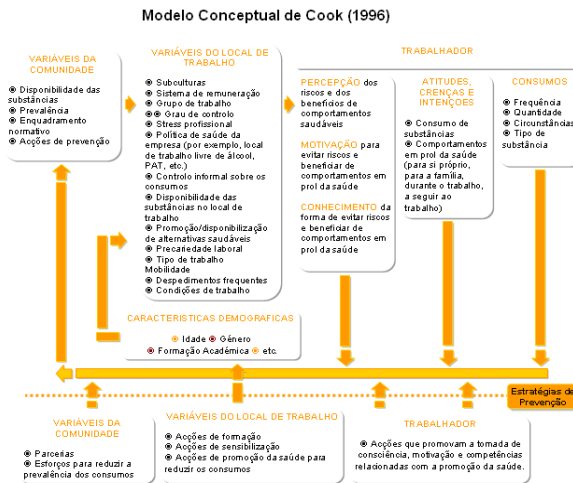 Modelo Conceptual de Cook (1996)
VARIÁVEIS DA
COMUNIDADE
Disponibilidade das
substâncias
Prevalência
Enquadramento
normativo
Acções de prevenção
VARIÁVEIS DO LOCAL DE
TRABALHO
Subculturas
Sistema de remuneração
Grupo de trabalho
Grau de controlo
Stress profissional
Política de saúde da
empresa (por exemplo, local
de trabalho livre de álcool,
PAT, etc.)
Controlo informal sobre os
consumos
Disponibilidade das
substâncias no local de
trabalho
Promoção/disponibilização
de alternativas saudáveis
Precariedade laboral
Tipo de trabalho
Mobilidade
Despedimentos frequentes
Condições de trabalho
TRABALHADOR
PERCEPÇÃO dos
riscos e dos
benefícios de
comportamentos
saudáveis
MOTIVAÇÃO para
evitar riscos e
beneficiar de
comportamentos em
prol da saúde
CONHECIMENTO da
forma de evitar riscos
e beneficiar de
comportamentos em
prol da saúde
ATITUDES,
CRENÇAS E
INTENÇOES
Consumo de
substâncias
Comportamentos
em prol da saúde
(para si próprio,
para a família,
durante o trabalho,
a seguir ao
trabalho)
CONSUMOS
Frequência
Quantidade
Circunstâncias
Tipo de
substância
CARACTERISTICAS DEMOGRAFICAS
Idade Género
Formação Académica etc.
Estratégias de
Prevenção
VARIÁVEIS DA
COMUNIDADE
Parcerias
Esforços para reduzir a
prevalência dos consumos
VARIÁVEIS DO LOCAL DE TRABALHO
Acções de formação
Acções de sensibilização
Acções de promoção da saúde para
reduzir os consumos
TRABALHADOR
Acções que promovam a tomada de
consciência, motivação e competências
relacionadas com a promoção da saúde.